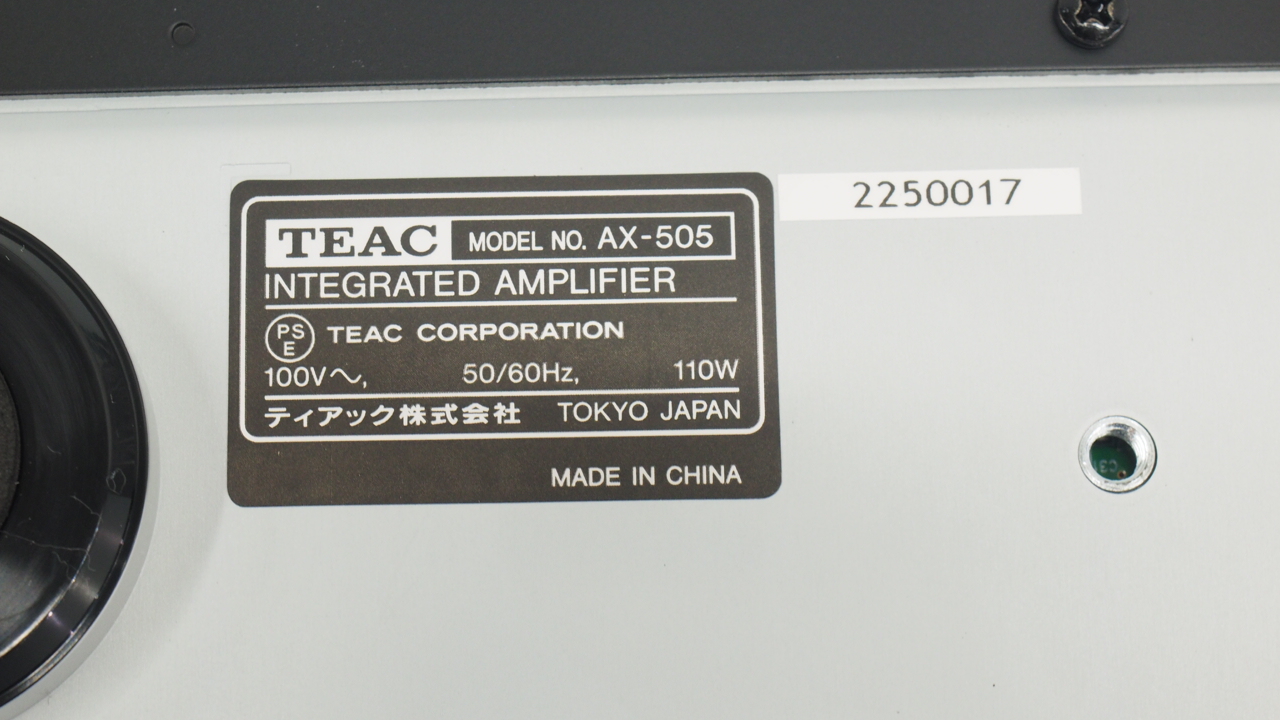 TEAC MODEL NO. AX-505
2250017
INTEGRATED AMPLIFIER
PS
E
TEAC CORPORATION
100V～, 50/60Hz, 110W
ティアック株式会社 TOKYO JAPAN
MADE IN CHINA
C3